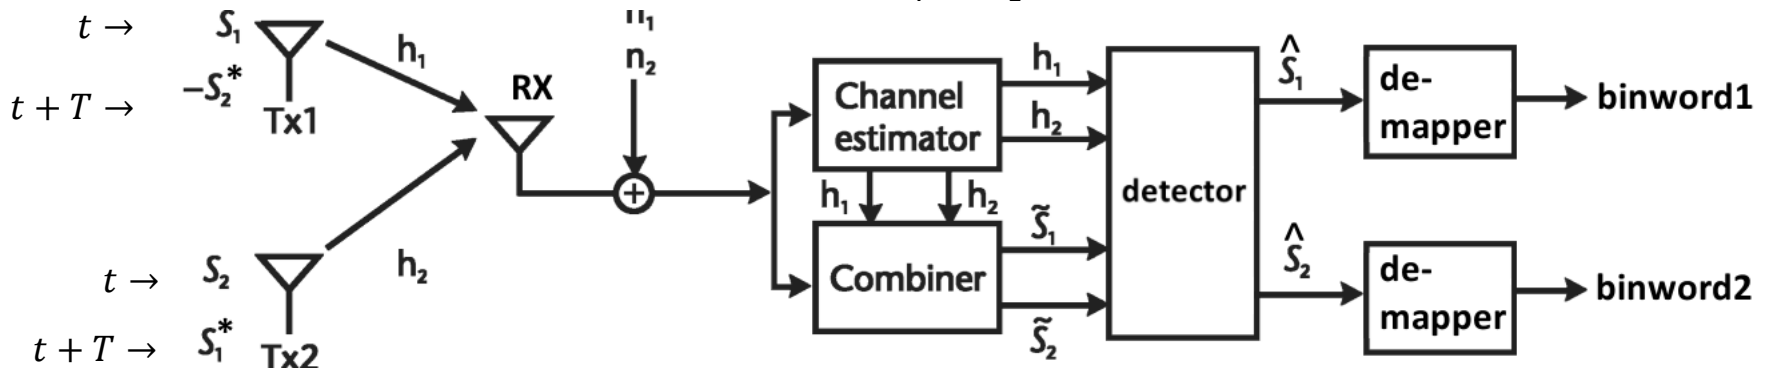 t →
S₁
h₁
n₁
n₂
RX
−S₂*
t + T →
Tx1
Channel
estimator
h₁
h₂
h₁
h₂
Combiner
S̃₁
S̃₂
detector
Ŝ₁
Ŝ₂
de-
mapper
binword1
de-
mapper
binword2
t →
S₂
h₂
t + T →
S₁*
Tx2